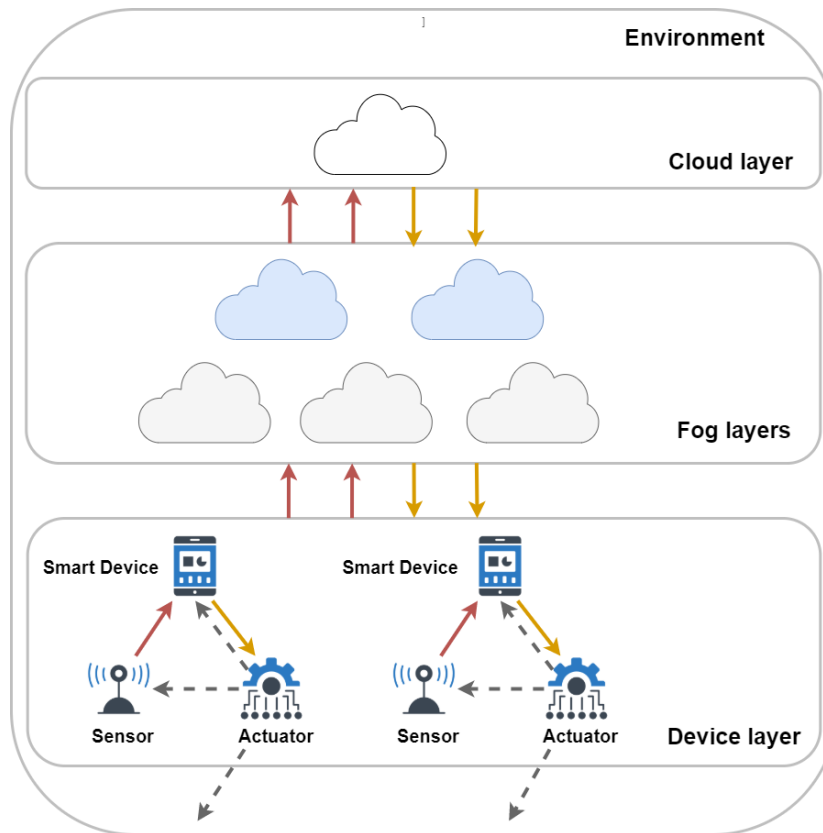 ]
Environment
Cloud layer
Fog layers
Smart Device
Smart Device
Sensor
Actuator
Sensor
Actuator
Device layer